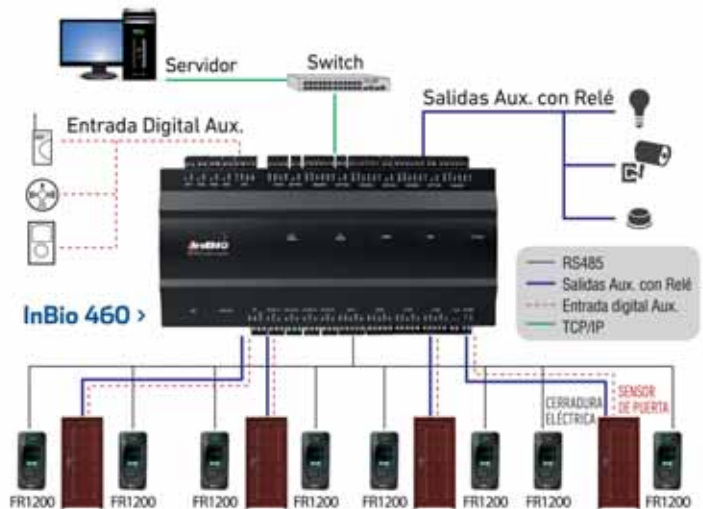 Servidor
Switch
Salidas Aux. con Relé
Entrada Digital Aux.
InBio
InBio 460 >
RS485
Salidas Aux. con Relé
Entrada digital Aux.
TCP/IP
CERRADURA
ELÉCTRICA
SENSOR
DE PUERTA
FR1200 FR1200 FR1200 FR1200 FR1200 FR1200 FR1200 FR1200